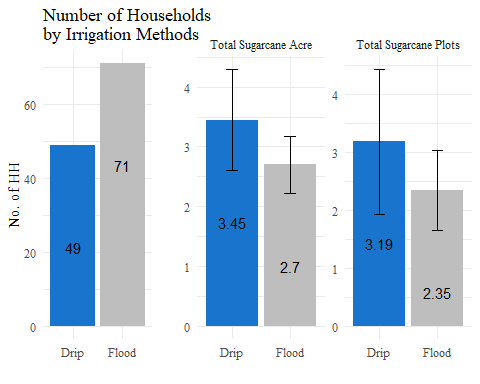 Number of Households
by Irrigation Methods
No. of HH
60
40
20
0
71
49
Drip
Flood
Total Sugarcane Acre
4
3
2
1
0
3.45
2.7
Drip
Flood
Total Sugarcane Plots
4
3
2
1
0
3.19
2.35
Drip
Flood